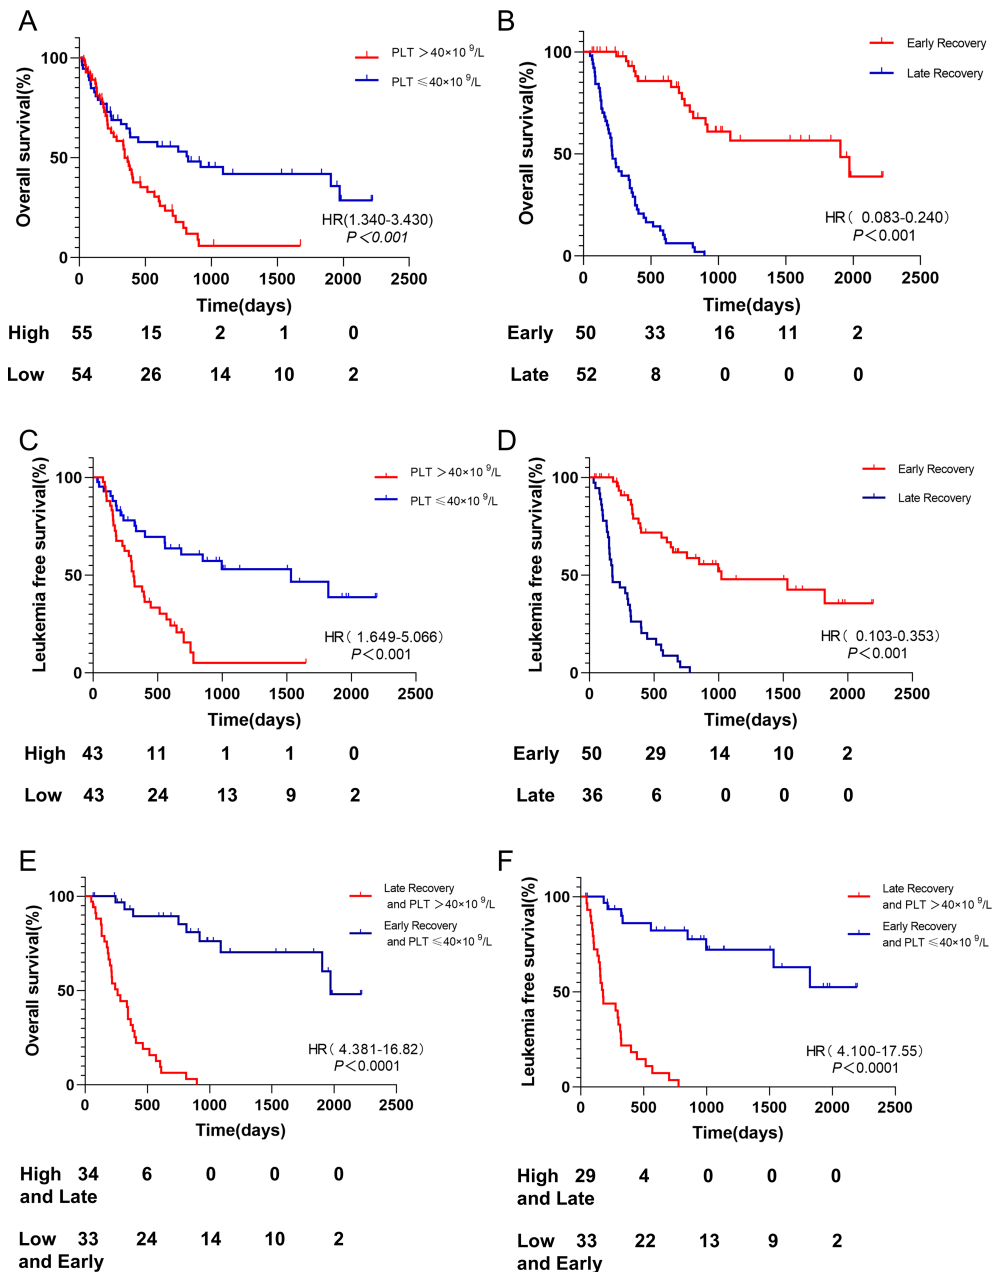 A
Overall survival(%)
100
50
0
0 500 1000 1500 2000 2500
Time(days)
PLT >40×10 9/L
PLT ≤40×10 9/L
HR(1.340-3.430)
P<0.001
High 55 15 2 1 0
Low 54 26 14 10 2
B
Overall survival(%)
100
50
0
0 500 1000 1500 2000 2500
Time(days)
Early Recovery
Late Recovery
HR( 0.083-0.240)
P<0.001
Early 50 33 16 11 2
Late 52 8 0 0 0
C
Leukemia free survival(%)
100
50
0
0 500 1000 1500 2000 2500
Time(days)
PLT >40×10 9/L
PLT ≤40×10 9/L
HR( 1.649-5.066)
P<0.001
High 43 11 1 1 0
Low 43 24 13 9 2
D
Leukemia free survival(%)
100
50
0
0 500 1000 1500 2000 2500
Time(days)
Early Recovery
Late Recovery
HR( 0.103-0.353)
P<0.001
Early 50 29 14 10 2
Late 36 6 0 0 0
E
Overall survival(%)
100
50
0
0 500 1000 1500 2000 2500
Time(days)
Late Recovery
and PLT >40×10 9/L
Early Recovery
and PLT ≤40×10 9/L
HR( 4.381-16.82)
P<0.0001
High 34 6 0 0 0
and Late
Low 33 24 14 10 2
and Early
F
Leukemia free survival(%)
100
50
0
0 500 1000 1500 2000 2500
Time(days)
Late Recovery
and PLT >40×10 9/L
Early Recovery
and PLT ≤40×10 9/L
HR( 4.100-17.55)
P<0.0001
High 29 4 0 0 0
and Late
Low 33 22 13 9 2
and Early